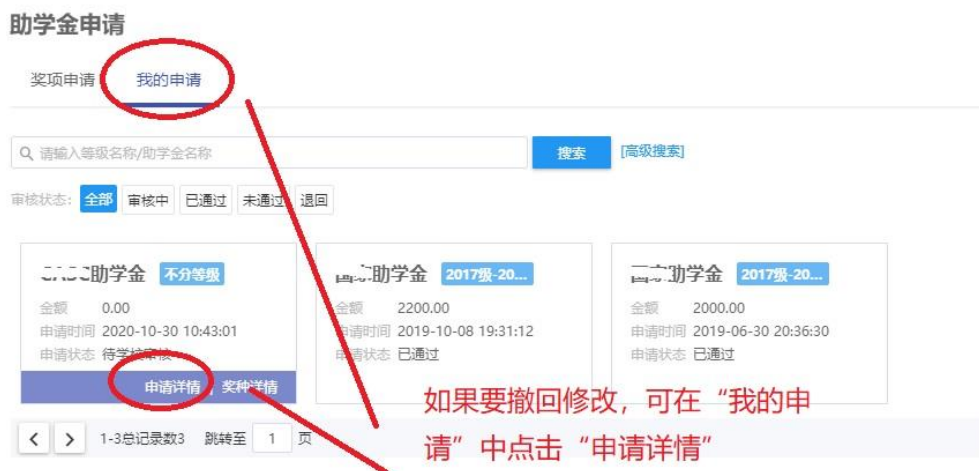 助学金申请
奖项申请 我的申请
请输入等级名称/助学金名称 搜索 [高级搜索]
审核状态: 全部 审核中 已通过 未通过 退回
助学金 不分等级
金额 0.00
申请时间 2020-10-30 10:43:01
申请状态 待学校审核
申请详情 奖种详情
助学金 2017级-20...
金额 2200.00
申请时间 2019-10-08 19:31:12
申请状态 已通过
助学金 2017级-20...
金额 2000.00
申请时间 2019-06-30 20:36:30
申请状态 已通过
如果要撤回修改，可在“我的申
请”中点击“申请详情”
1-3总记录数3 跳转至 1 页